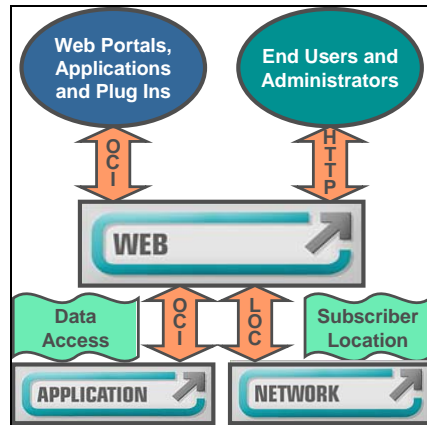 Web Portals,
Applications
and Plug Ins
End Users and
Administrators
OCI
HTTP
WEB
Data
Access
OCI
LOC
Subscriber
Location
APPLICATION
NETWORK